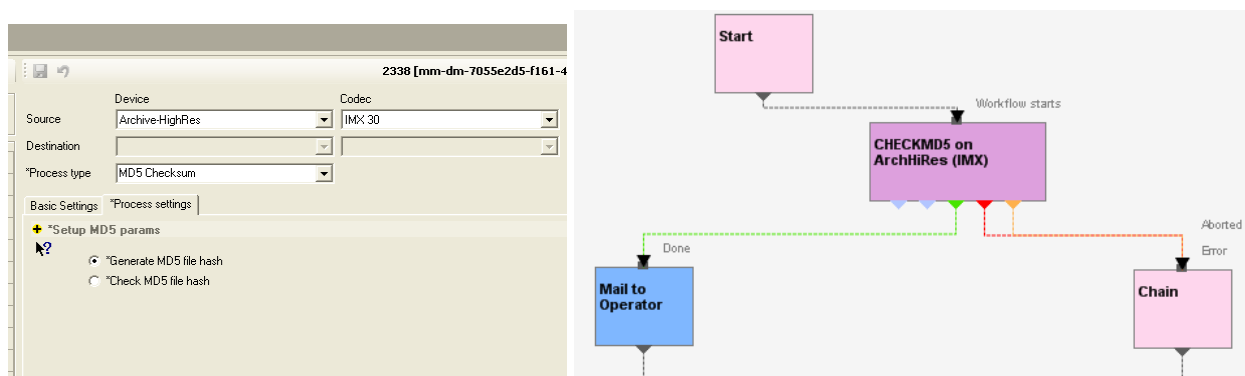 2338 [mm-dm-7055e2d5-f161-4
Device Codec
Source Archive-HighRes IMX 30
Destination
*Process type MD5 Checksum
Basic Settings *Process settings
*Setup MD5 params
*Generate MD5 file hash
*Check MD5 file hash
Start
Workflow starts
CHECKMD5 on
ArchHiRes (IMX)
Aborted
Done
Error
Mail to
Operator
Chain